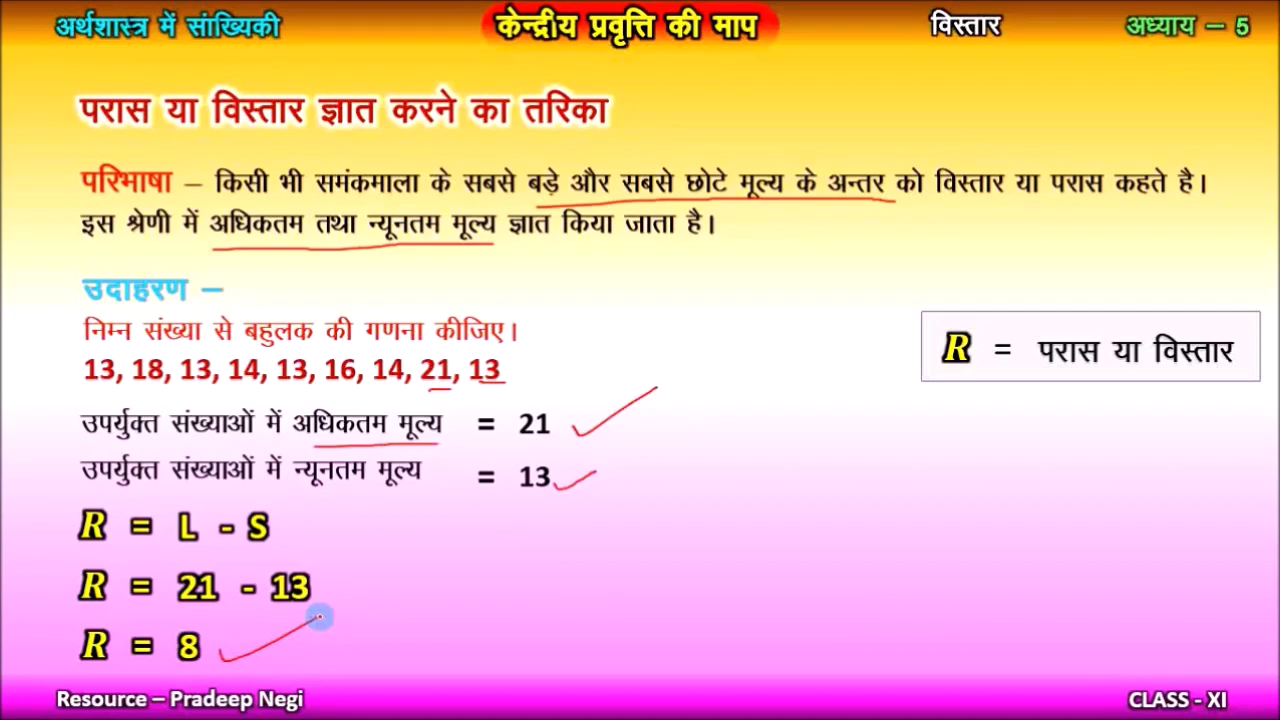 अर्थशास्त्र में सांख्यिकी केन्द्रीय प्रवृत्ति की माप विस्तार अध्याय – 5
परास या विस्तार ज्ञात करने का तरिका
परिभाषा – किसी भी समंकमाला के सबसे बड़े और सबसे छोटे मूल्य के अन्तर को विस्तार या परास कहते है।
इस श्रेणी में अधिकतम तथा न्यूनतम मूल्य ज्ञात किया जाता है।
उदाहरण –
निम्न संख्या से बहुलक की गणना कीजिए।
13, 18, 13, 14, 13, 16, 14, 21, 13
R = परास या विस्तार
उपर्युक्त संख्याओं में अधिकतम मूल्य = 21
उपर्युक्त संख्याओं में न्यूनतम मूल्य = 13
R = L - S
R = 21 - 13
R = 8
Resource – Pradeep Negi CLASS - XI